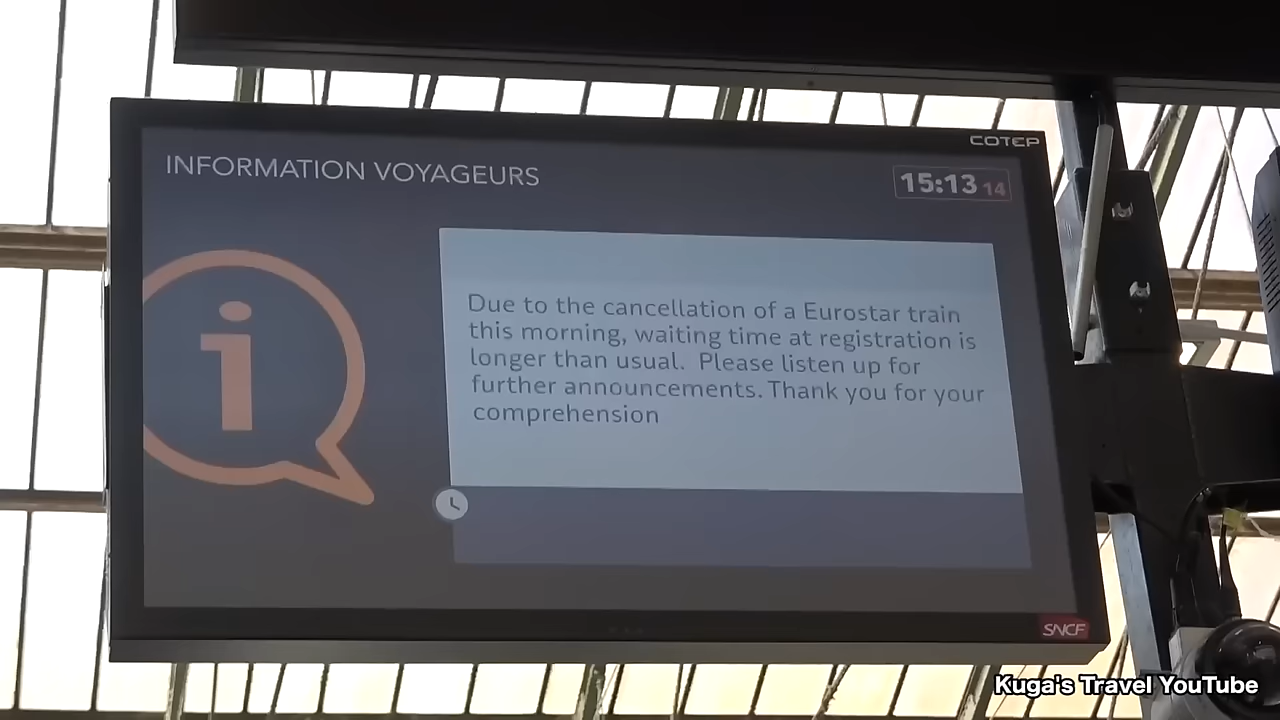 COTEP
INFORMATION VOYAGEURS
15:13 14
i
Due to the cancellation of a Eurostar train
this morning, waiting time at registration is
longer than usual.  Please listen up for
further announcements. Thank you for your
comprehension
SNCF
Kuga's Travel YouTube